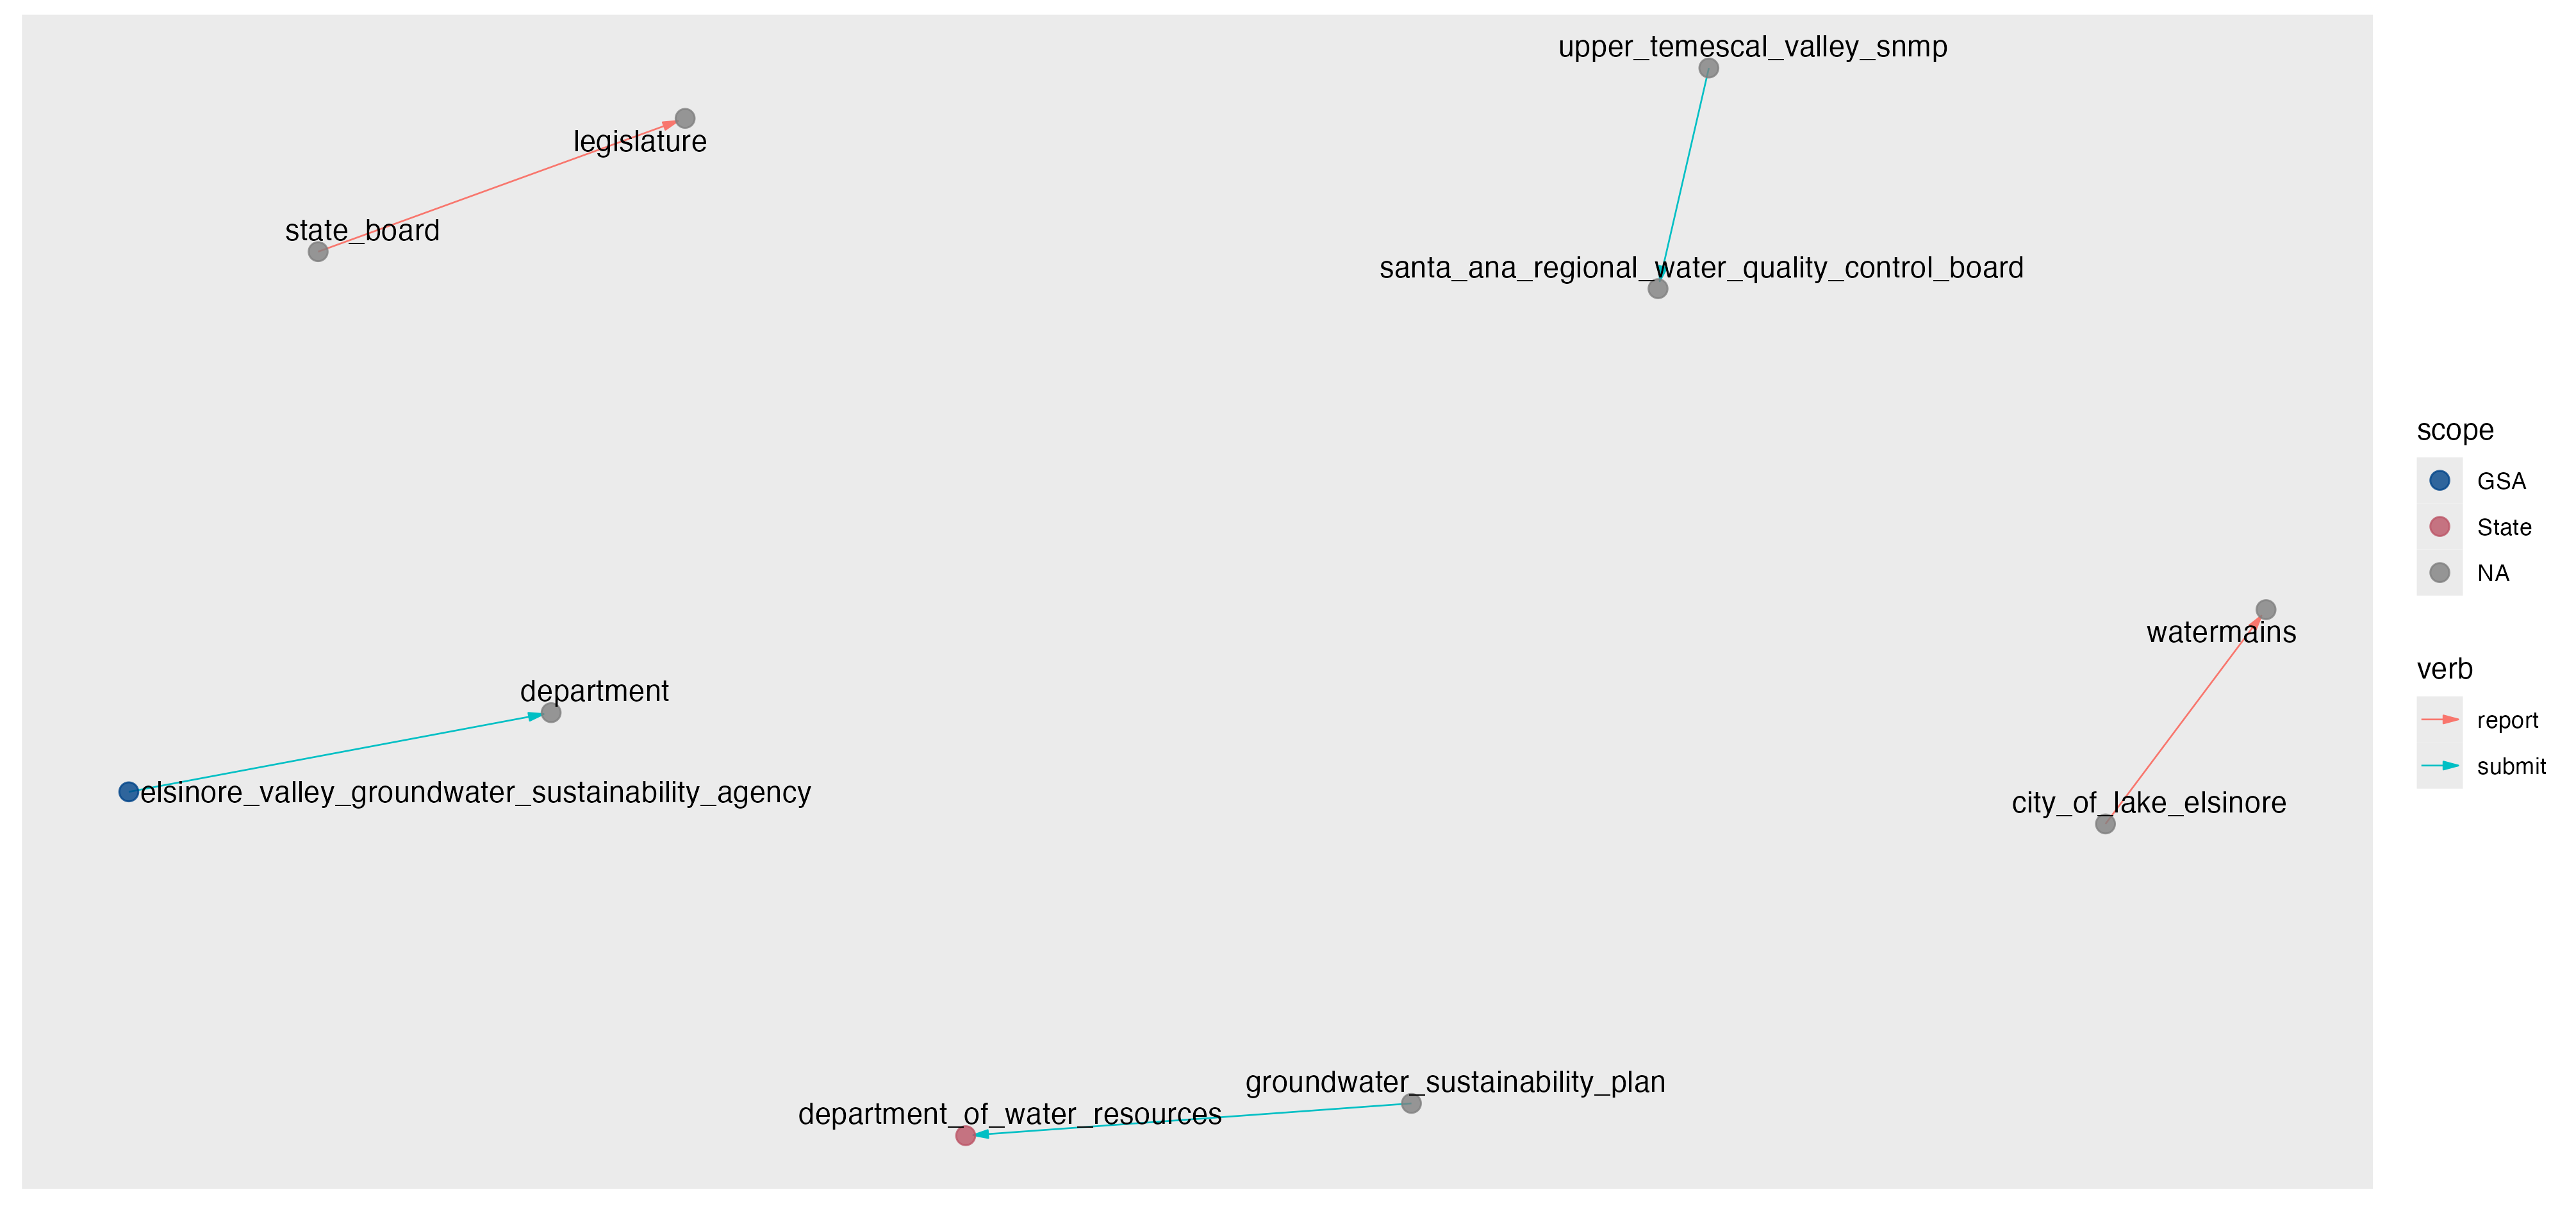 upper_temescal_valley_snmp
legislature
state_board
santa_ana_regional_water_quality_control_board
watermains
department
elsinore_valley_groundwater_sustainability_agency
city_of_lake_elsinore
groundwater_sustainability_plan
department_of_water_resources
scope
GSA
State
NA
verb
report
submit